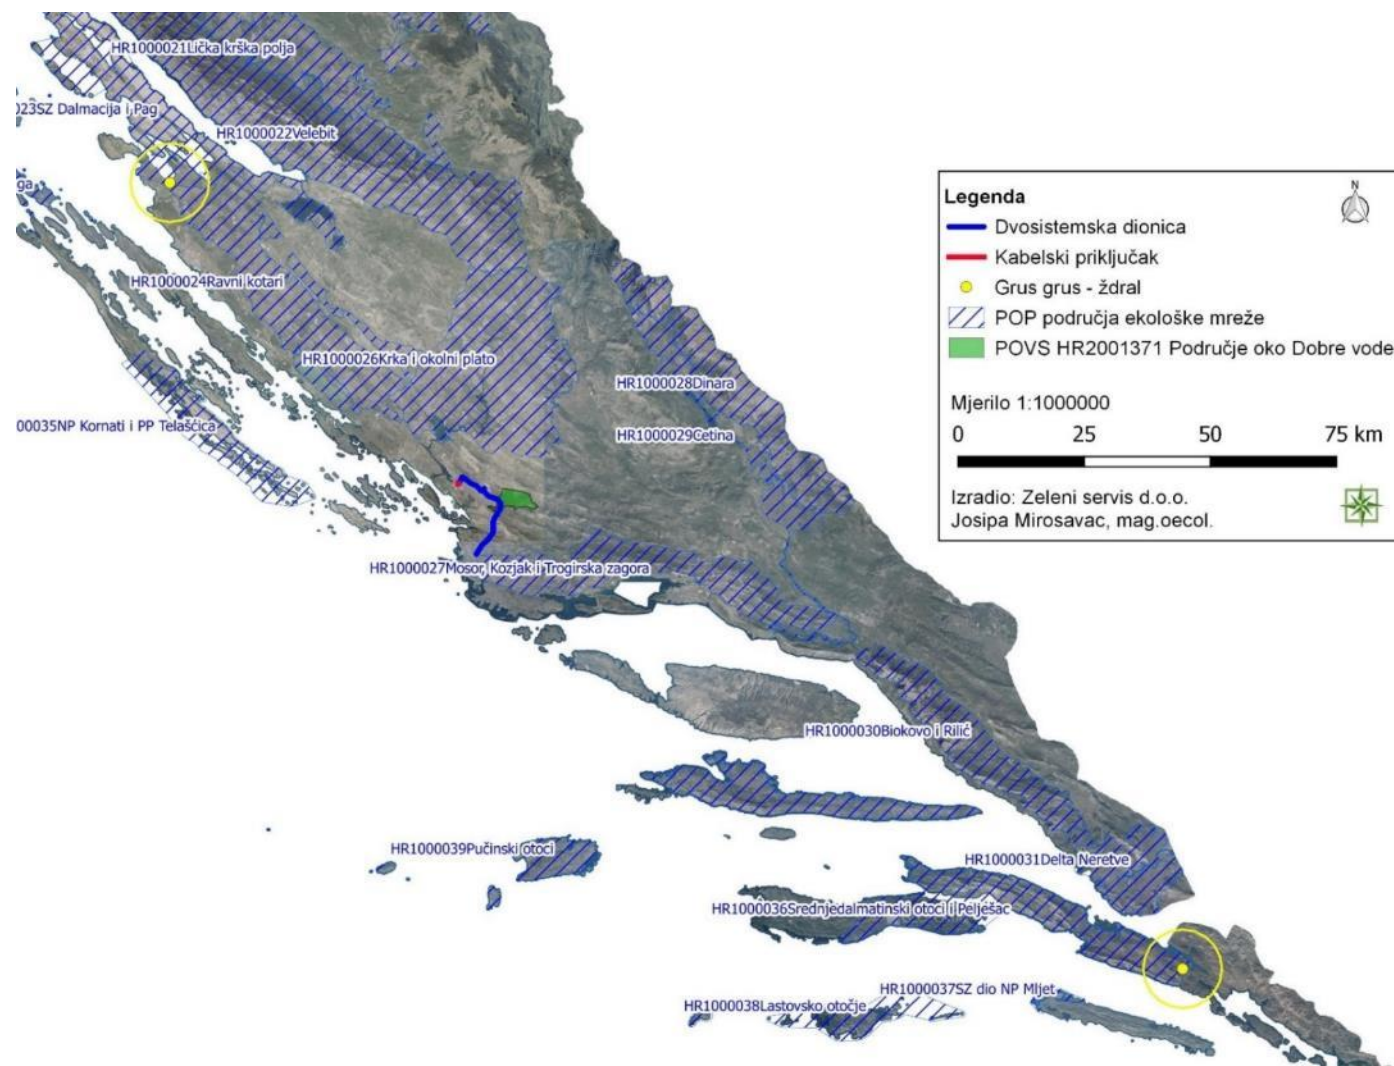 HR1000021Lička krška polja
023SZ Dalmacija i Pag
HR1000022Velebit
ga
HR1000024Ravni kotari
HR1000026Krka i okolni plato
00035NP Kornati i PP Telašćica
HR1000028Dinara
HR1000029Cetina
HR1000027Mosor, Kozjak i Trogirska zagora
HR1000030Biokovo i Rilić
HR1000039Pučinski otoci
HR1000031Delta Neretve
HR1000036Srednjedalmatinski otoci i Pelješac
HR1000037SZ dio NP Mljet
HR1000038Lastovsko otočje
Legenda
N
Dvosistemska dionica
Kabelski priključak
Grus grus - ždral
POP područja ekološke mreže
POVS HR2001371 Područje oko Dobre vode
Mjerilo 1:1000000
0 25 50 75 km
Izradio: Zeleni servis d.o.o.
Josipa Mirosavac, mag.oecol.